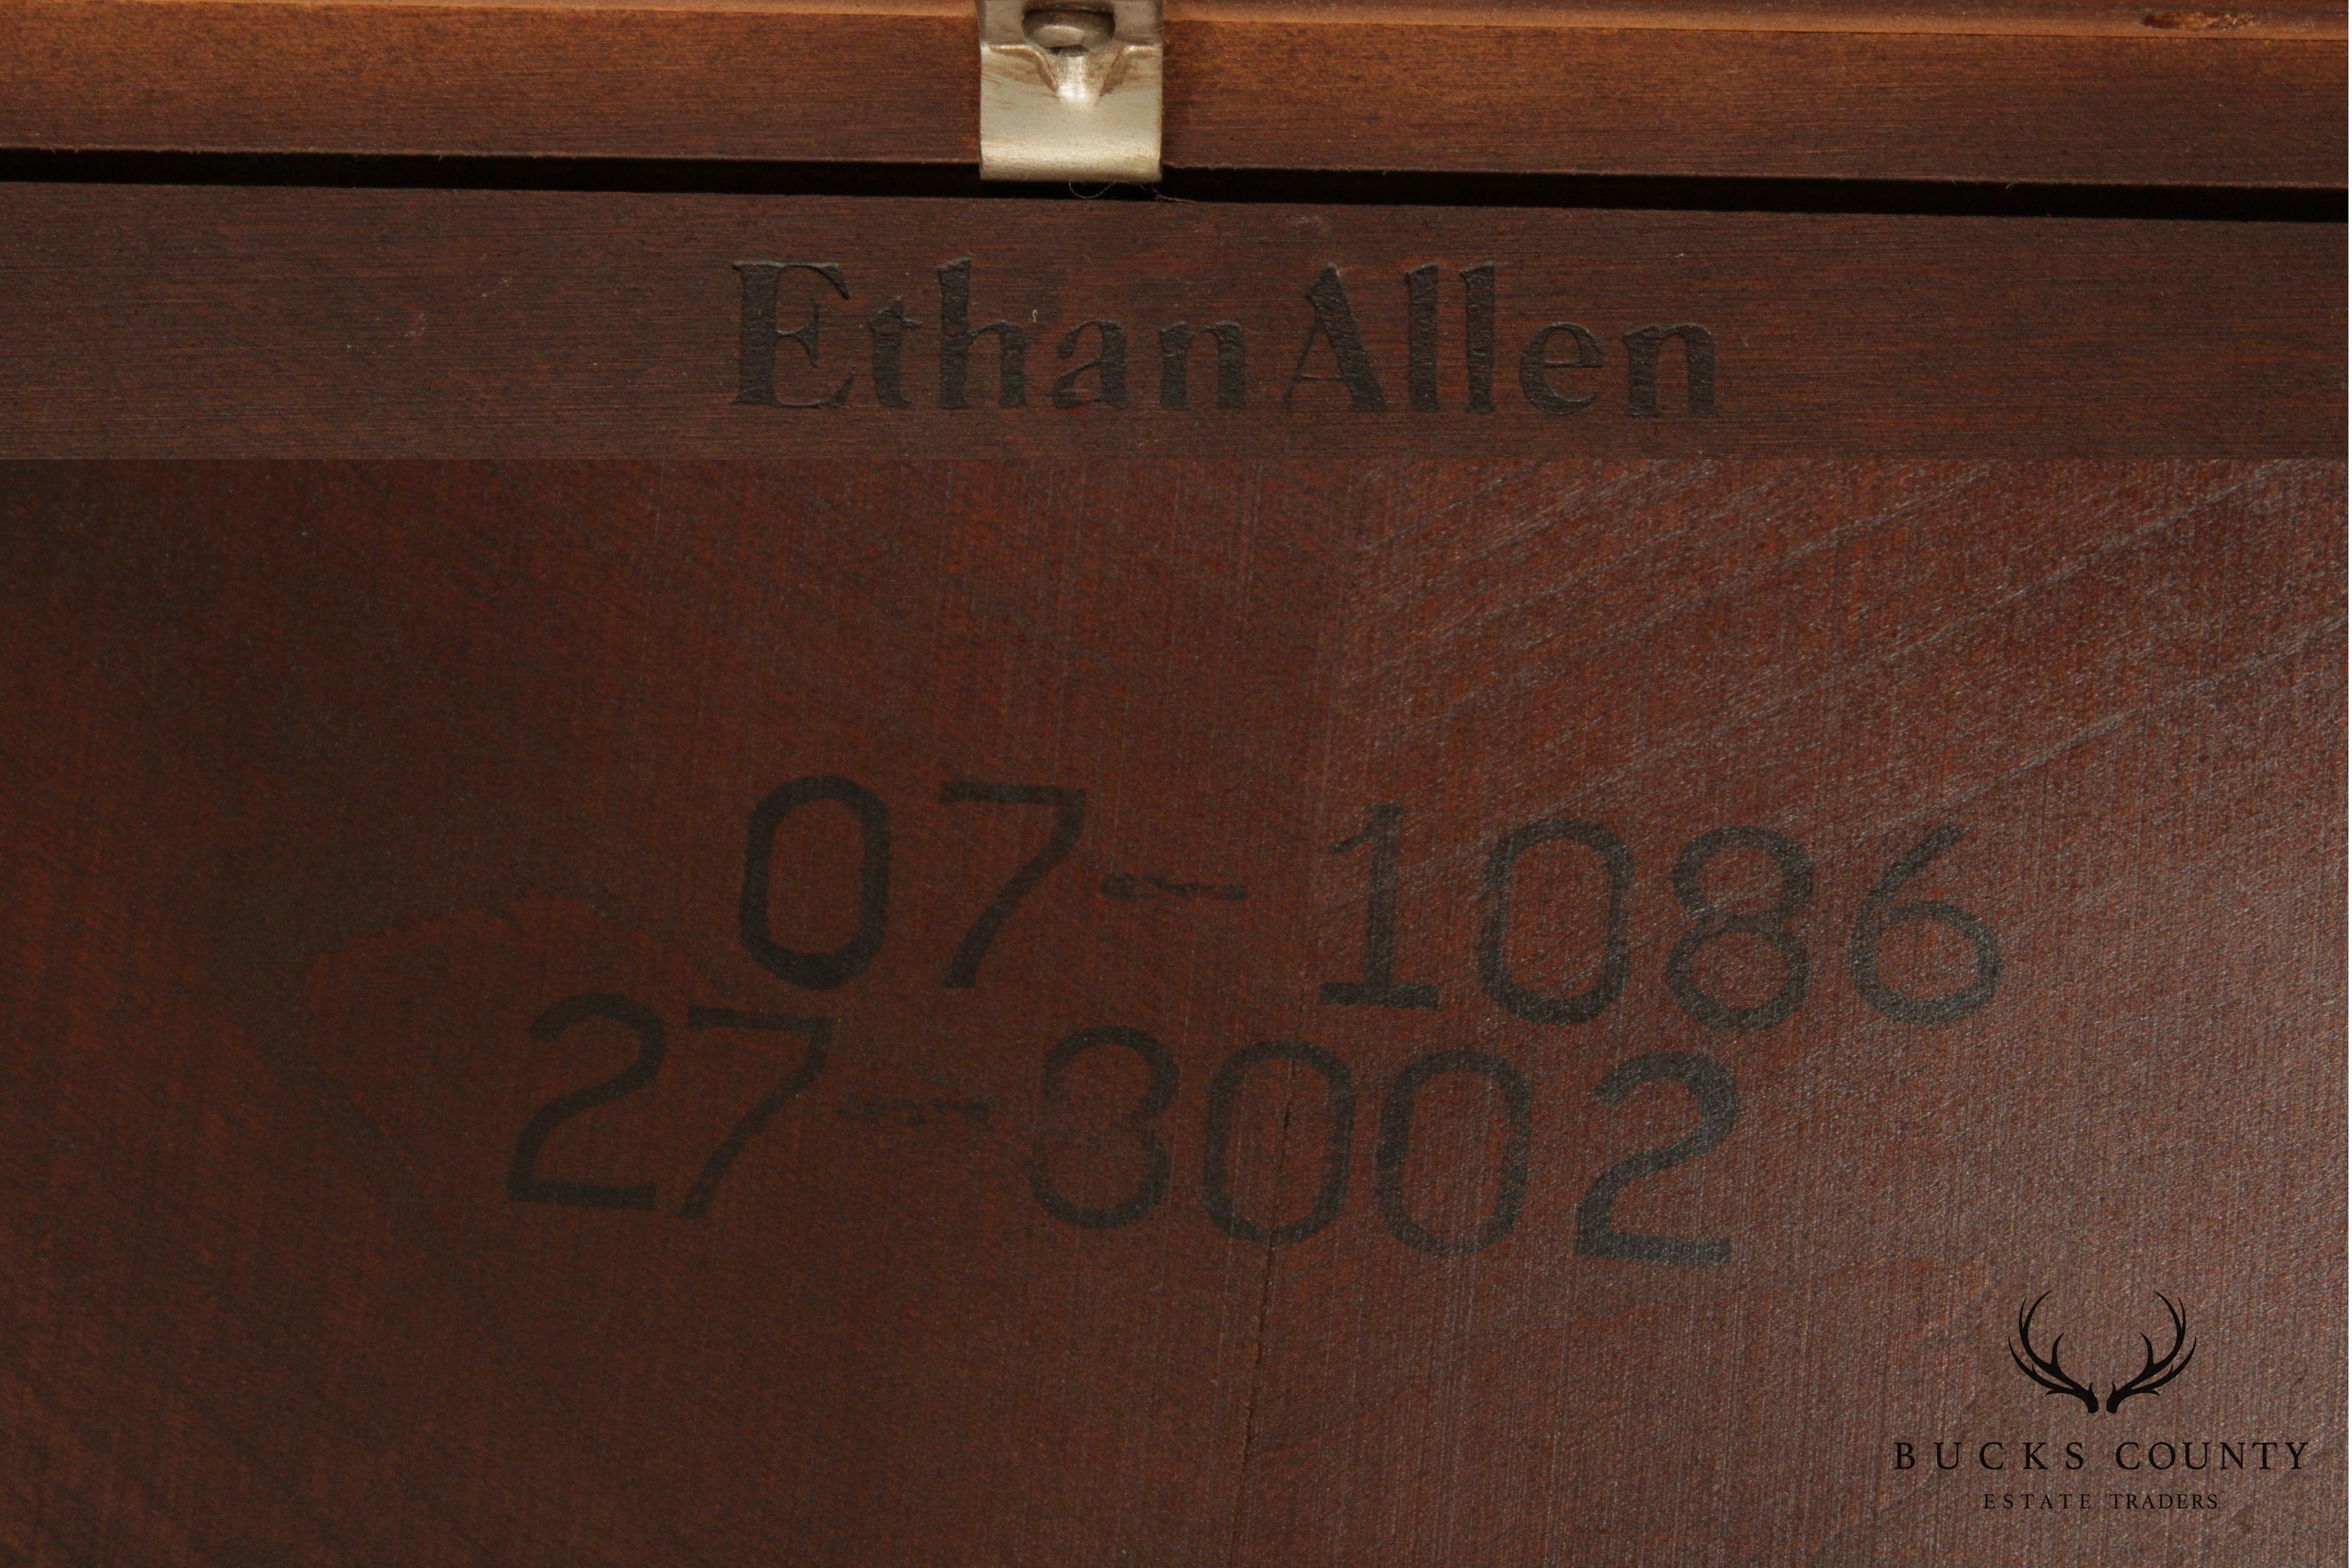 EthanAllen
07-1086
27-3002
BUCKS COUNTY
ESTATE TRADERS